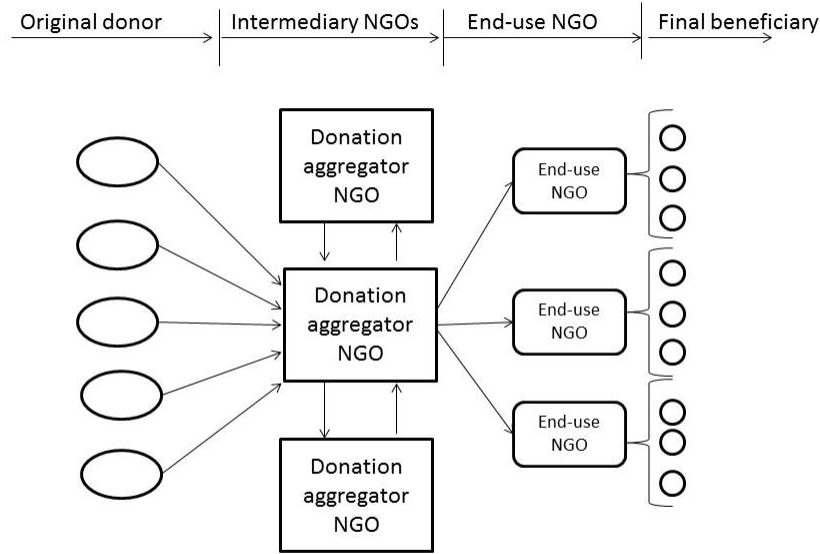 Original donor
Intermediary NGOs
End-use NGO
Final beneficiary
Donation
aggregator
NGO
End-use
NGO
Donation
aggregator
NGO
End-use
NGO
End-use
NGO
Donation
aggregator
NGO